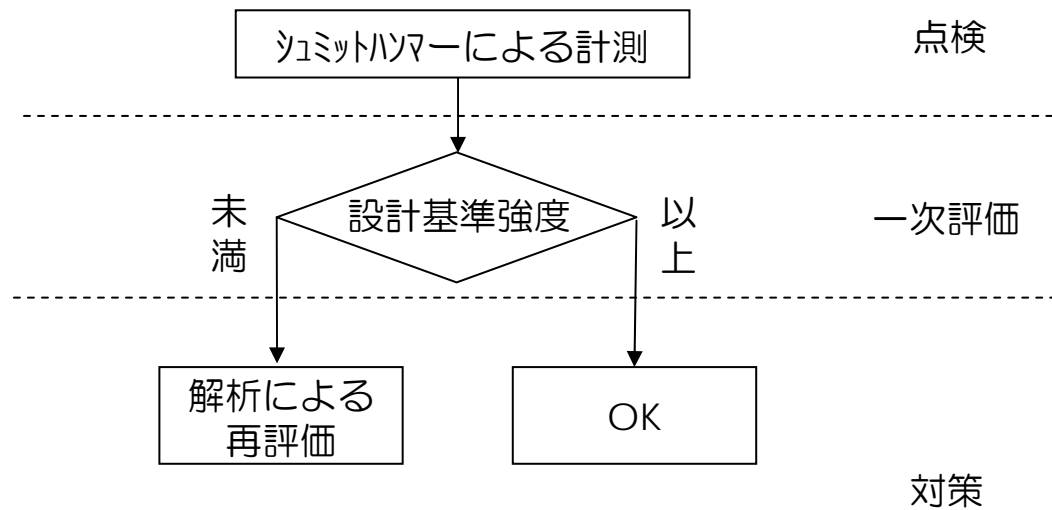 ｼｭﾐｯﾄﾊﾝﾏｰによる計測
点検
未満
設計基準強度
以上
一次評価
解析による
再評価
OK
対策